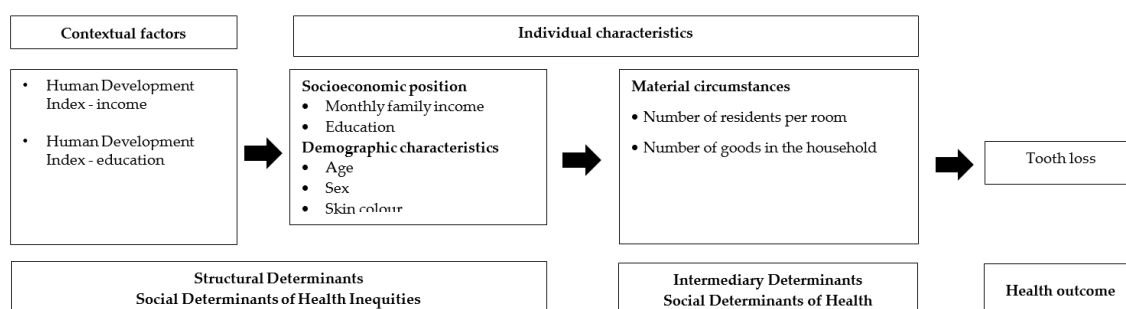 Contextual factors
Individual characteristics
• Human Development
Index - income
• Human Development
Index - education
Socioeconomic position
• Monthly family income
• Education
Demographic characteristics
• Age
• Sex
• Skin colour
Material circumstances
• Number of residents per room
• Number of goods in the household
Tooth loss
Structural Determinants
Social Determinants of Health Inequities
Intermediary Determinants
Social Determinants of Health
Health outcome